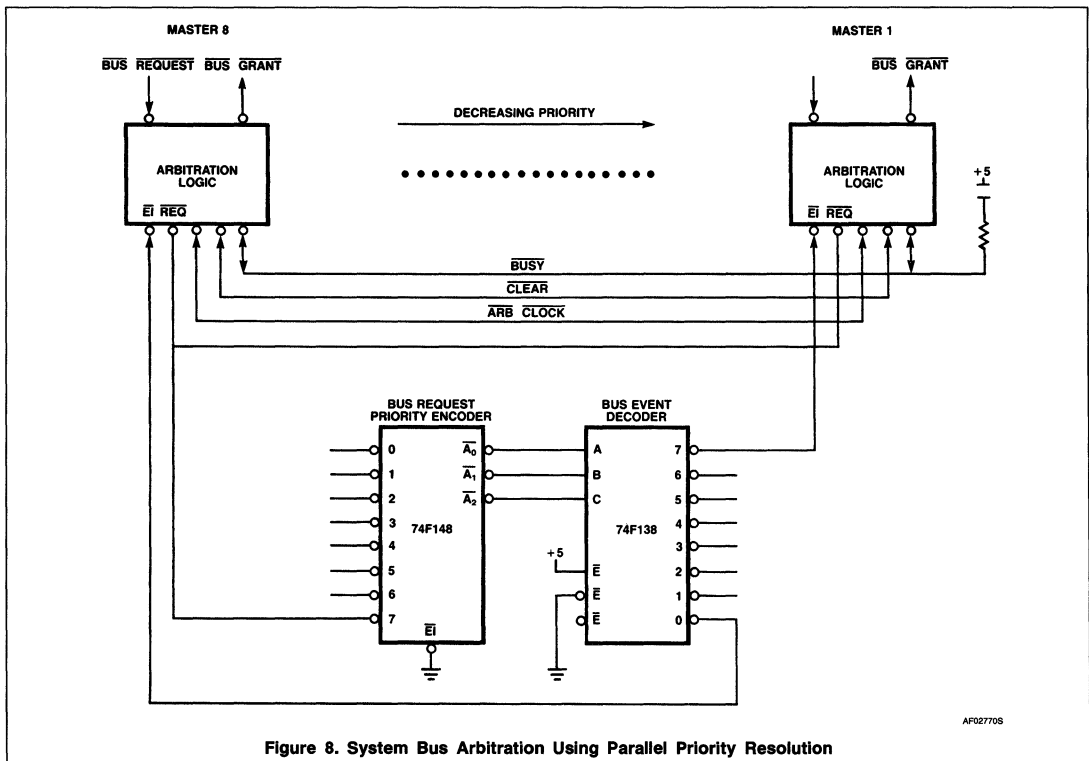 MASTER 8
MASTER 1
BUS REQUEST BUS GRANT
BUS GRANT
DECREASING PRIORITY
ARBITRATION
LOGIC
ARBITRATION
LOGIC
+5
EI REQ
EI REQ
BUSY
CLEAR
ARB CLOCK
BUS REQUEST
PRIORITY ENCODER
BUS EVENT
DECODER
0 A0 A 7
1 A1 B 6
2 A2 C 5
3 74F148 74F138 4
4 3
5 +5 E 2
6 E 1
7 E 0
EI
AF02770S
Figure 8. System Bus Arbitration Using Parallel Priority Resolution